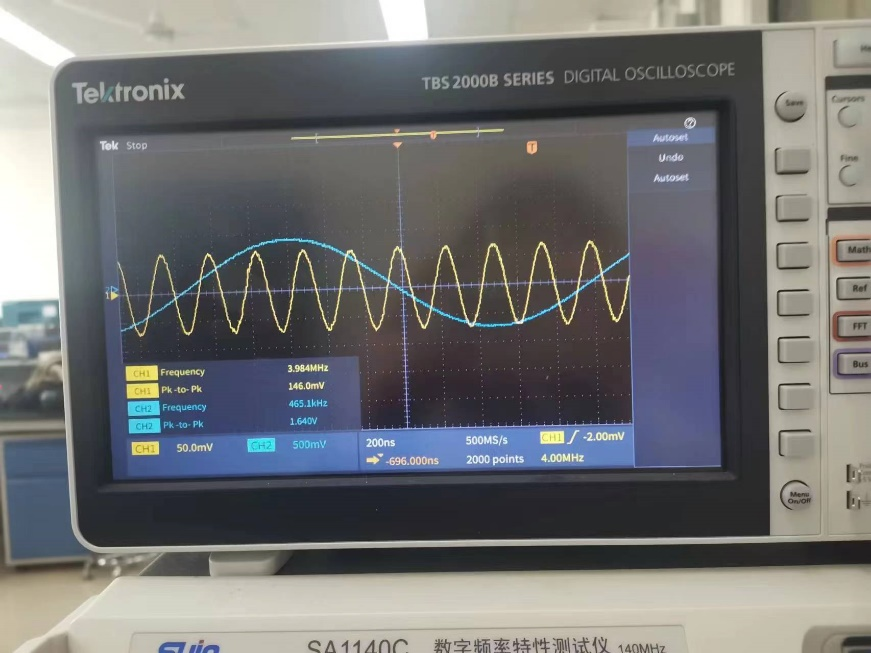 Tektronix
TBS 2000B SERIES DIGITAL OSCILLOSCOPE
Tek Stop
T
Autoset
Undo
Autoset
CH1 Frequency 3.984MHz
CH1 Pk-to-Pk 146.0mV
CH2 Frequency 465.1kHz
CH2 Pk-to-Pk 1.640V
CH1 50.0mV CH2 500mV
200ns 500MS/s CH1 -2.00mV
-696.000ns 2000 points 4.00MHz
Save
Cursors
Fine
Math
Ref
FFT
Bus
Menu
On/Off
SA1140C 数字频率特性测试仪 140MHz